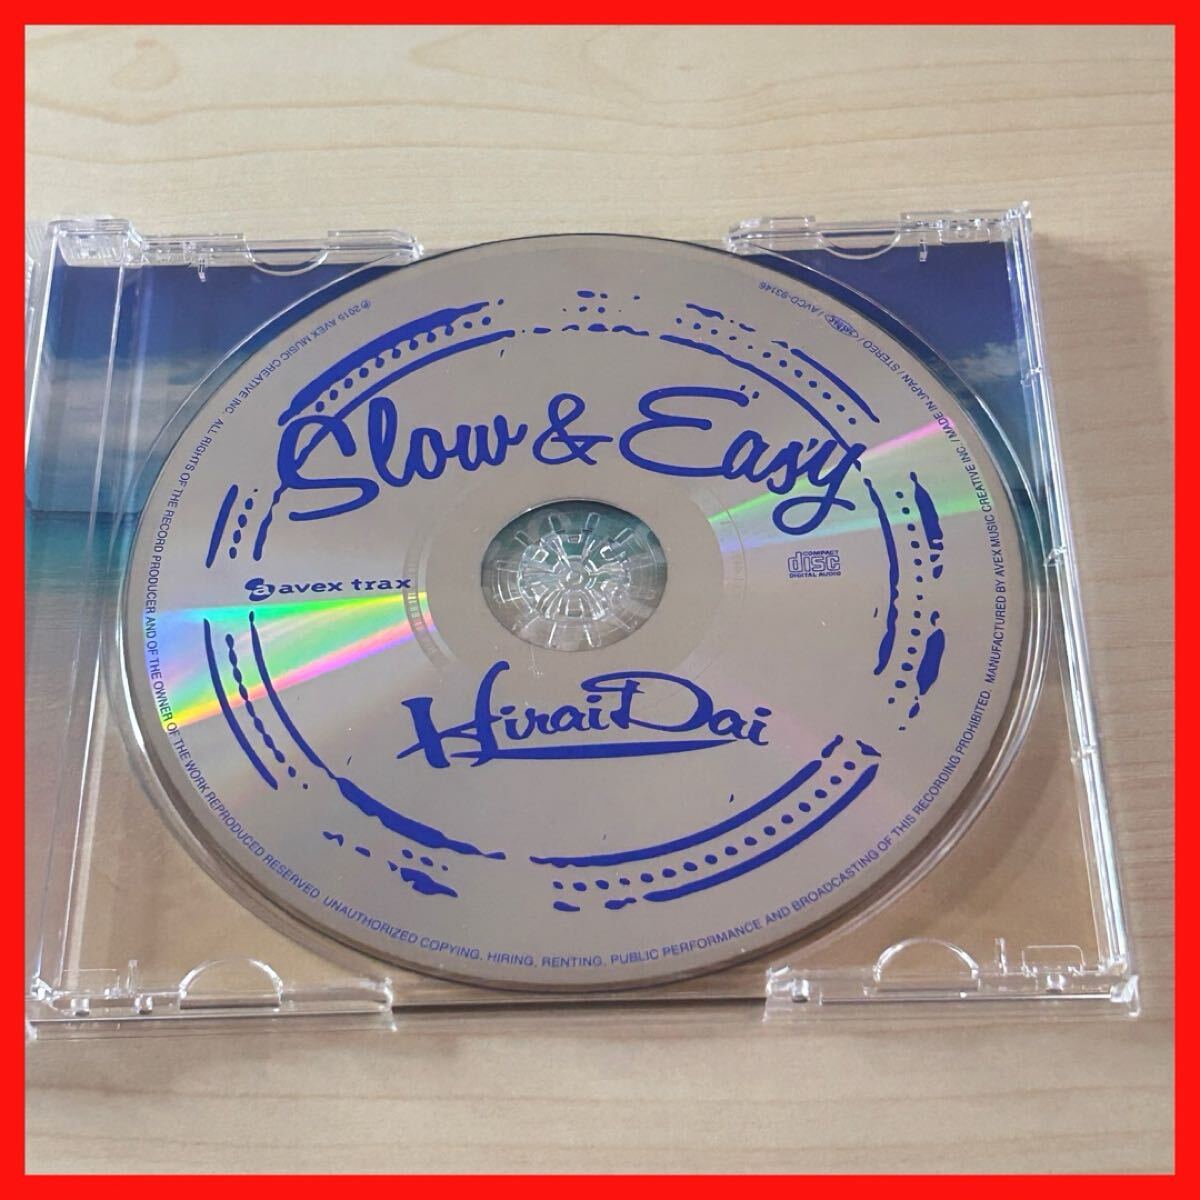 Slow & Easy
avex trax
COMPACT
disc
DIGITAL AUDIO
Hirai Dai
℗2015 AVEX MUSIC CREATIVE INC. ALL RIGHTS OF THE RECORD PRODUCER AND OF THE OWNER OF THE WORK REPRODUCED RESERVED. UNAUTHORIZED COPYING, HIRING, RENTING, PUBLIC PERFORMANCE AND BROADCASTING OF THIS RECORDING PROHIBITED. MANUFACTURED BY AVEX MUSIC CREATIVE INC. / MADE IN JAPAN / STEREO / / AVCD-93146